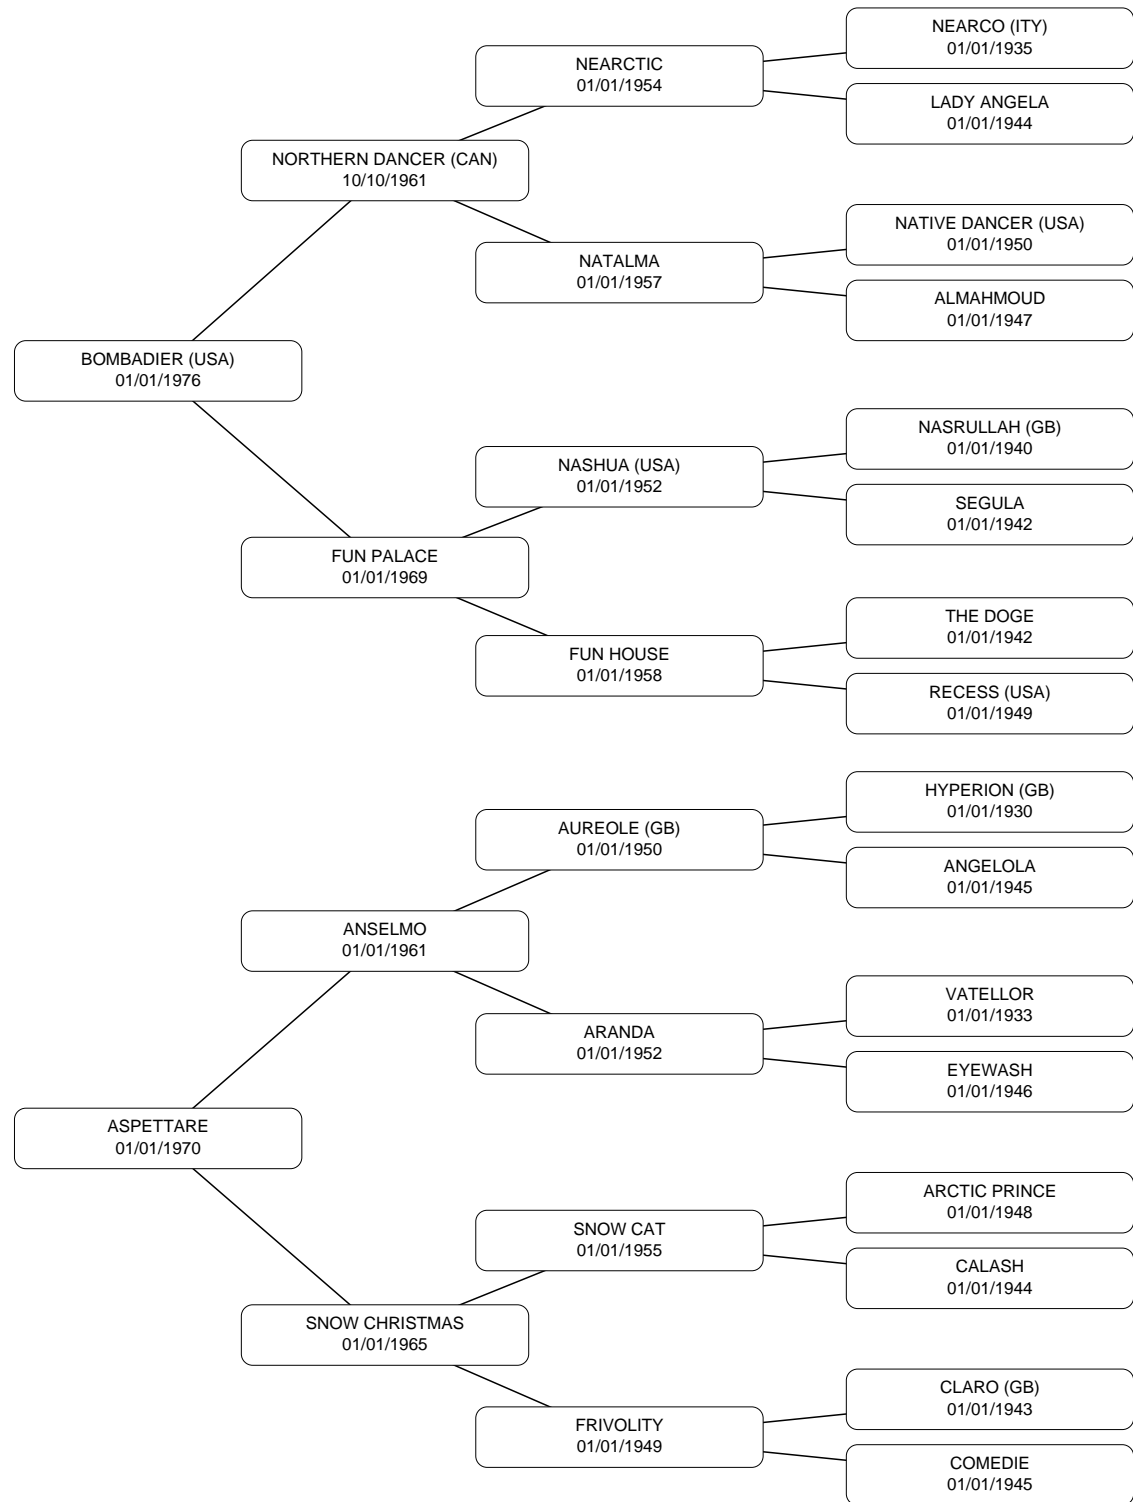 NEARCO (ITY)
01/01/1935
NEARCTIC
01/01/1954
LADY ANGELA
01/01/1944
NORTHERN DANCER (CAN)
10/10/1961
NATIVE DANCER (USA)
01/01/1950
NATALMA
01/01/1957
ALMAHMOUD
01/01/1947
BOMBADIER (USA)
01/01/1976
NASRULLAH (GB)
01/01/1940
NASHUA (USA)
01/01/1952
SEGULA
01/01/1942
FUN PALACE
01/01/1969
THE DOGE
01/01/1942
FUN HOUSE
01/01/1958
RECESS (USA)
01/01/1949
HYPERION (GB)
01/01/1930
AUREOLE (GB)
01/01/1950
ANGELOLA
01/01/1945
ANSELMO
01/01/1961
VATELLOR
01/01/1933
ARANDA
01/01/1952
EYEWASH
01/01/1946
ASPETTARE
01/01/1970
ARCTIC PRINCE
01/01/1948
SNOW CAT
01/01/1955
CALASH
01/01/1944
SNOW CHRISTMAS
01/01/1965
CLARO (GB)
01/01/1943
FRIVOLITY
01/01/1949
COMEDIE
01/01/1945